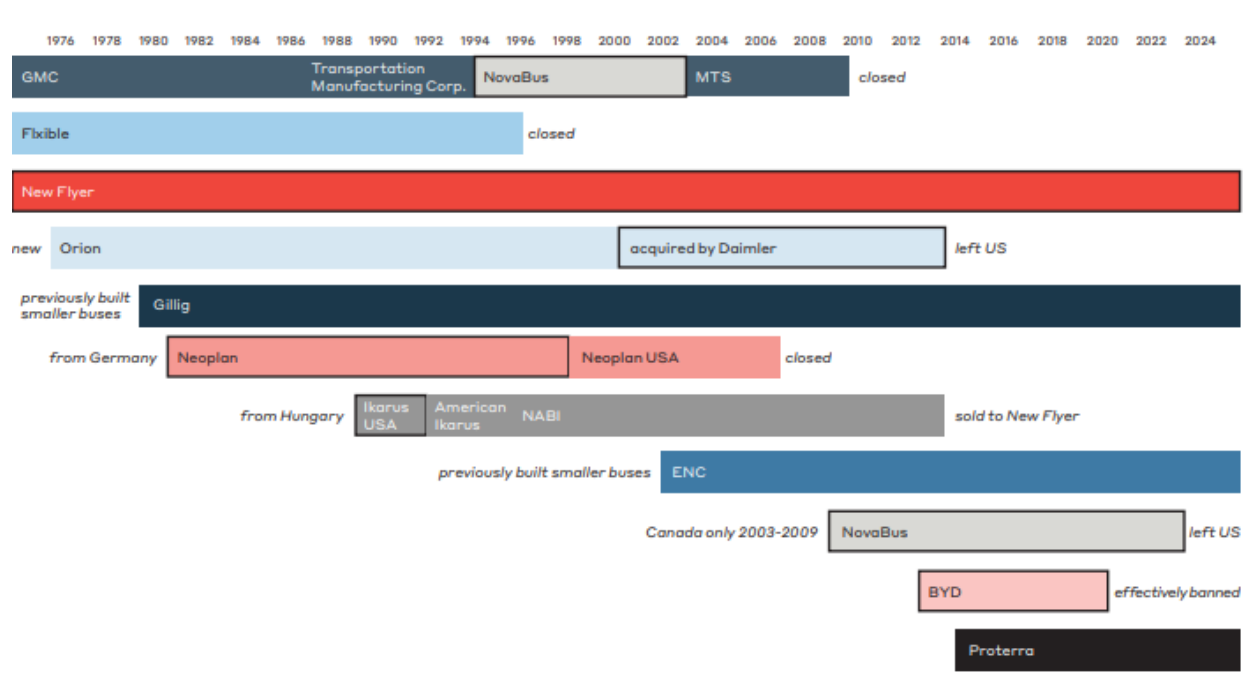 1976 1978 1980 1982 1984 1986 1988 1990 1992 1994 1996 1998 2000 2002 2004 2006 2008 2010 2012 2014 2016 2018 2020 2022 2024
GMC
Transportation
Manufacturing Corp.
NovaBus
MTS
closed
Flxible
closed
New Flyer
new
Orion
acquired by Daimler
left US
previously built
smaller buses
Gillig
from Germany
Neoplan
Neoplan USA
closed
from Hungary
Ikarus
USA
American
Ikarus
NABI
sold to New Flyer
previously built smaller buses
ENC
Canada only 2003-2009
NovaBus
left US
BYD
effectively banned
Proterra